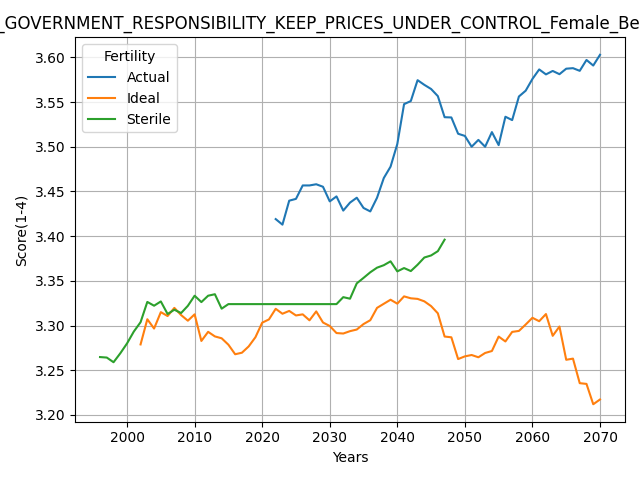 _GOVERNMENT_RESPONSIBILITY_KEEP_PRICES_UNDER_CONTROL_Female_Be
Fertility
Actual
Ideal
Sterile
Score(1-4)
3.60
3.55
3.50
3.45
3.40
3.35
3.30
3.25
3.20
2000 2010 2020 2030 2040 2050 2060 2070
Years